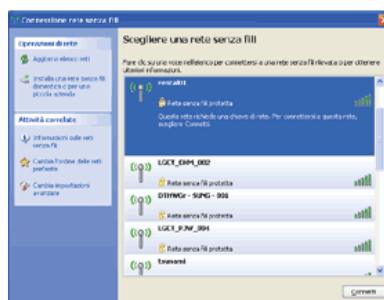 Connessione rete senza fili
Operazioni di rete
Aggiorna elenco reti
Installa una rete senza fili
domestica o per una
piccola azienda
Attività correlate
Informazioni sulle reti
senza fili
Cambia l'ordine delle reti
preferite
Cambia impostazioni
avanzate
Scegliere una rete senza fili
Fare clic su una voce nell'elenco per connettersi a una rete senza fili rilevata o per ottenere
ulteriori informazioni.
Rete senza fili protetta
Questa rete richiede una chiave di rete. Per connettersi a questa rete,
scegliere Connetti.
Rete senza fili protetta
Rete senza fili protetta
Rete senza fili protetta
tsunami
Connetti